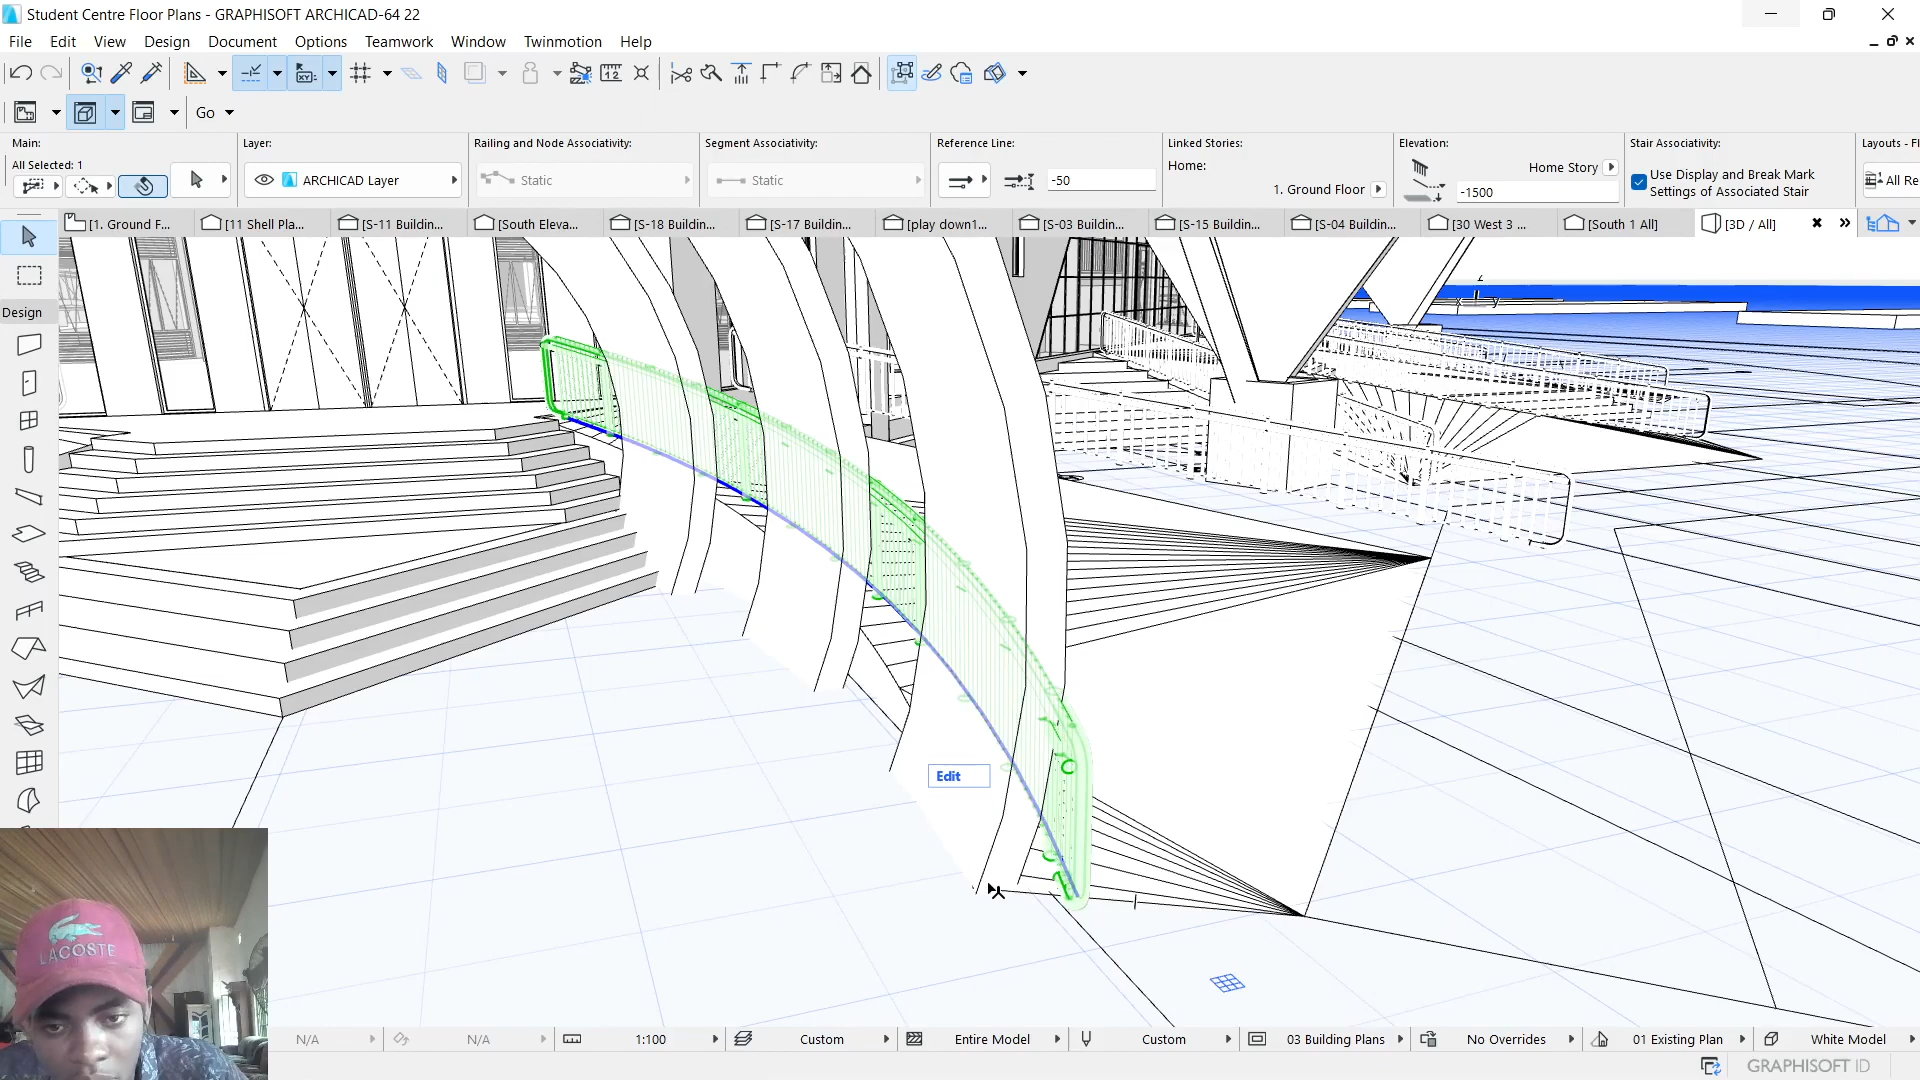 Student Centre Floor Plans - GRAPHISOFT ARCHICAD-64 22
File Edit View Design Document Options Teamwork Window Twinmotion Help
Go
Main:
All Selected: 1
Layer:
ARCHICAD Layer
Railing and Node Associativity:
Static
Segment Associativity:
Static
Reference Line:
-50
Linked Stories:
Home:
1. Ground Floor
Elevation:
Home Story
-1500
Stair Associativity:
Use Display and Break Mark
Settings of Associated Stair
Layouts - Fl
All Re
[1. Ground F...
[11 Shell Pla...
[S-11 Buildin...
[South Eleva...
[S-18 Buildin...
[S-17 Buildin...
[play down1...
[S-03 Buildin...
[S-15 Buildin...
[S-04 Buildin...
[30 West 3 ...
[South 1 All]
[3D / All]
Design
Edit
LACOSTE
N/A
N/A
1:100
Custom
Entire Model
Custom
03 Building Plans
No Overrides
01 Existing Plan
White Model
GRAPHISOFT ID